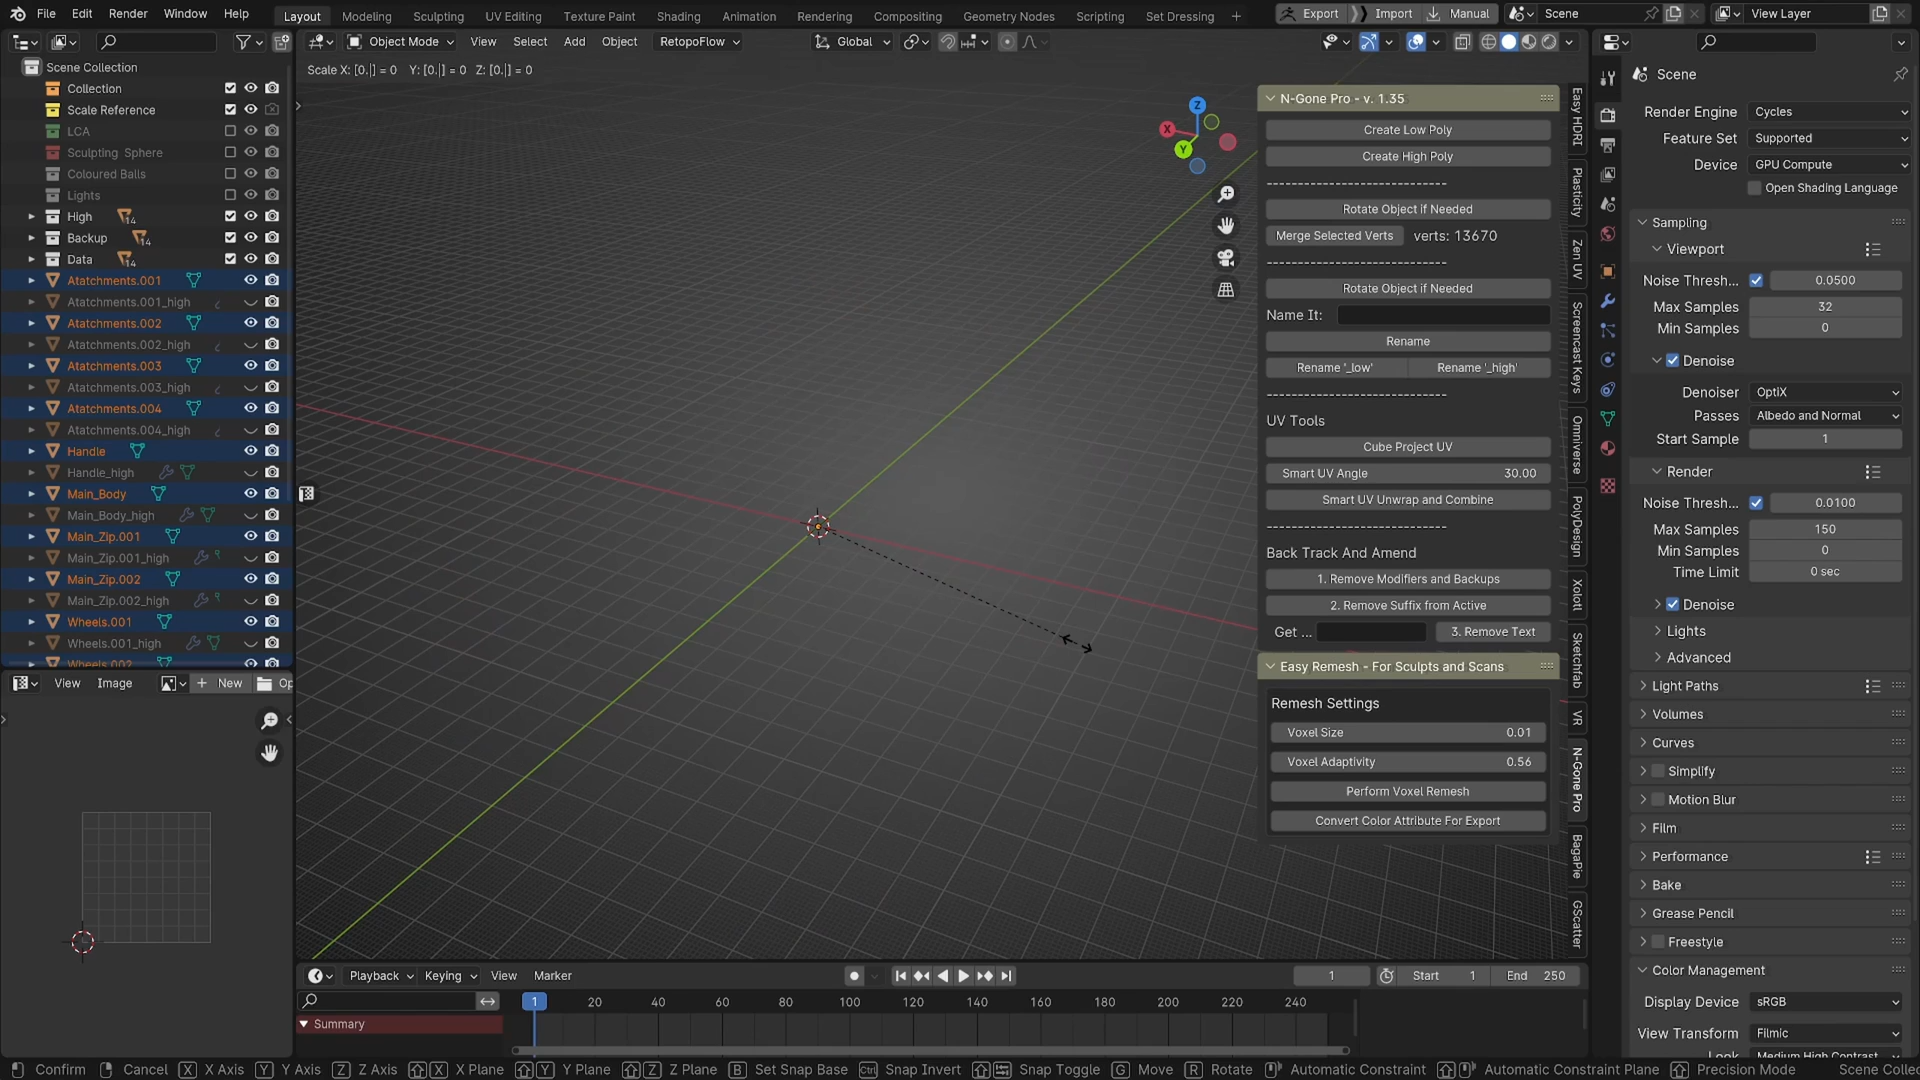 File Edit Render Window Help Layout Modeling Sculpting UV Editing Texture Paint Shading Animation Rendering Compositing Geometry Nodes Scripting Set Dressing + Export Import Manual Scene View Layer
Object Mode View Select Add Object RetopoFlow Global
Scale X: [0.|] = 0 Y: [0.|] = 0 Z: [0.|] = 0
Scene Collection
Collection
Scale Reference
LCA
Sculpting Sphere
Coloured Balls
Lights
High 14
Backup 14
Data 14
Atatchments.001
Atatchments.001_high
Atatchments.002
Atatchments.002_high
Atatchments.003
Atatchments.003_high
Atatchments.004
Atatchments.004_high
Handle
Handle_high
Main_Body
Main_Body_high
Main_Zip.001
Main_Zip.001_high
Main_Zip.002
Main_Zip.002_high
Wheels.001
Wheels.001_high
Wheels.002
View Image + New Op
Z
X
Y
N-Gone Pro - v. 1.35
Create Low Poly
Create High Poly
----------------------------
Rotate Object if Needed
Merge Selected Verts verts: 13670
----------------------------
Rotate Object if Needed
Name It:
Rename
Rename '_low' Rename '_high'
----------------------------
UV Tools
Cube Project UV
Smart UV Angle 30.00
Smart UV Unwrap and Combine
----------------------------
Back Track And Amend
1. Remove Modifiers and Backups
2. Remove Suffix from Active
Get ... 3. Remove Text
Easy Remesh - For Sculpts and Scans
Remesh Settings
Voxel Size 0.01
Voxel Adaptivity 0.56
Perform Voxel Remesh
Convert Color Attribute For Export
Easy HDRI
Plasticity
Zen UV
Screencast Keys
Omniverse
PolyDesign
Xolotl
Sketchfab
VR
N-Gone Pro
BagaPie
GScatter
Scene
Render Engine Cycles
Feature Set Supported
Device GPU Compute
Open Shading Language
Sampling
Viewport
Noise Thresh... 0.0500
Max Samples 32
Min Samples 0
Denoise
Denoiser OptiX
Passes Albedo and Normal
Start Sample 1
Render
Noise Thresh... 0.0100
Max Samples 150
Min Samples 0
Time Limit 0 sec
Denoise
Lights
Advanced
Light Paths
Volumes
Curves
Simplify
Motion Blur
Film
Performance
Bake
Grease Pencil
Freestyle
Color Management
Display Device sRGB
View Transform Filmic
Look Medium High Contrast
Playback Keying View Marker 1 Start 1 End 250
1 20 40 60 80 100 120 140 160 180 200 220 240
Summary
Confirm Cancel X X Axis Y Y Axis Z Z Axis X X Plane Y Y Plane Z Z Plane B Set Snap Base Ctrl Snap Invert Snap Toggle G Move R Rotate Automatic Constraint Automatic Constraint Plane Precision Mode Scene Collec